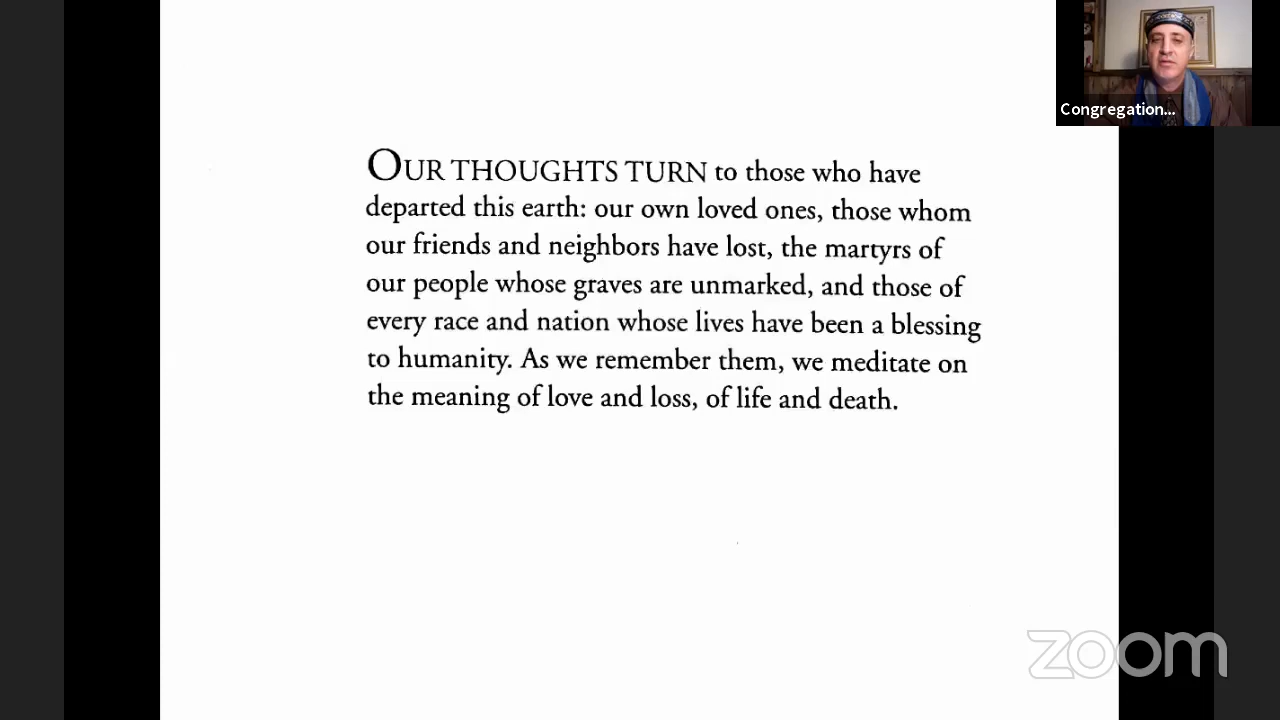 Congregation...
OUR THOUGHTS TURN to those who have
departed this earth: our own loved ones, those whom
our friends and neighbors have lost, the martyrs of
our people whose graves are unmarked, and those of
every race and nation whose lives have been a blessing
to humanity. As we remember them, we meditate on
the meaning of love and loss, of life and death.
zoom